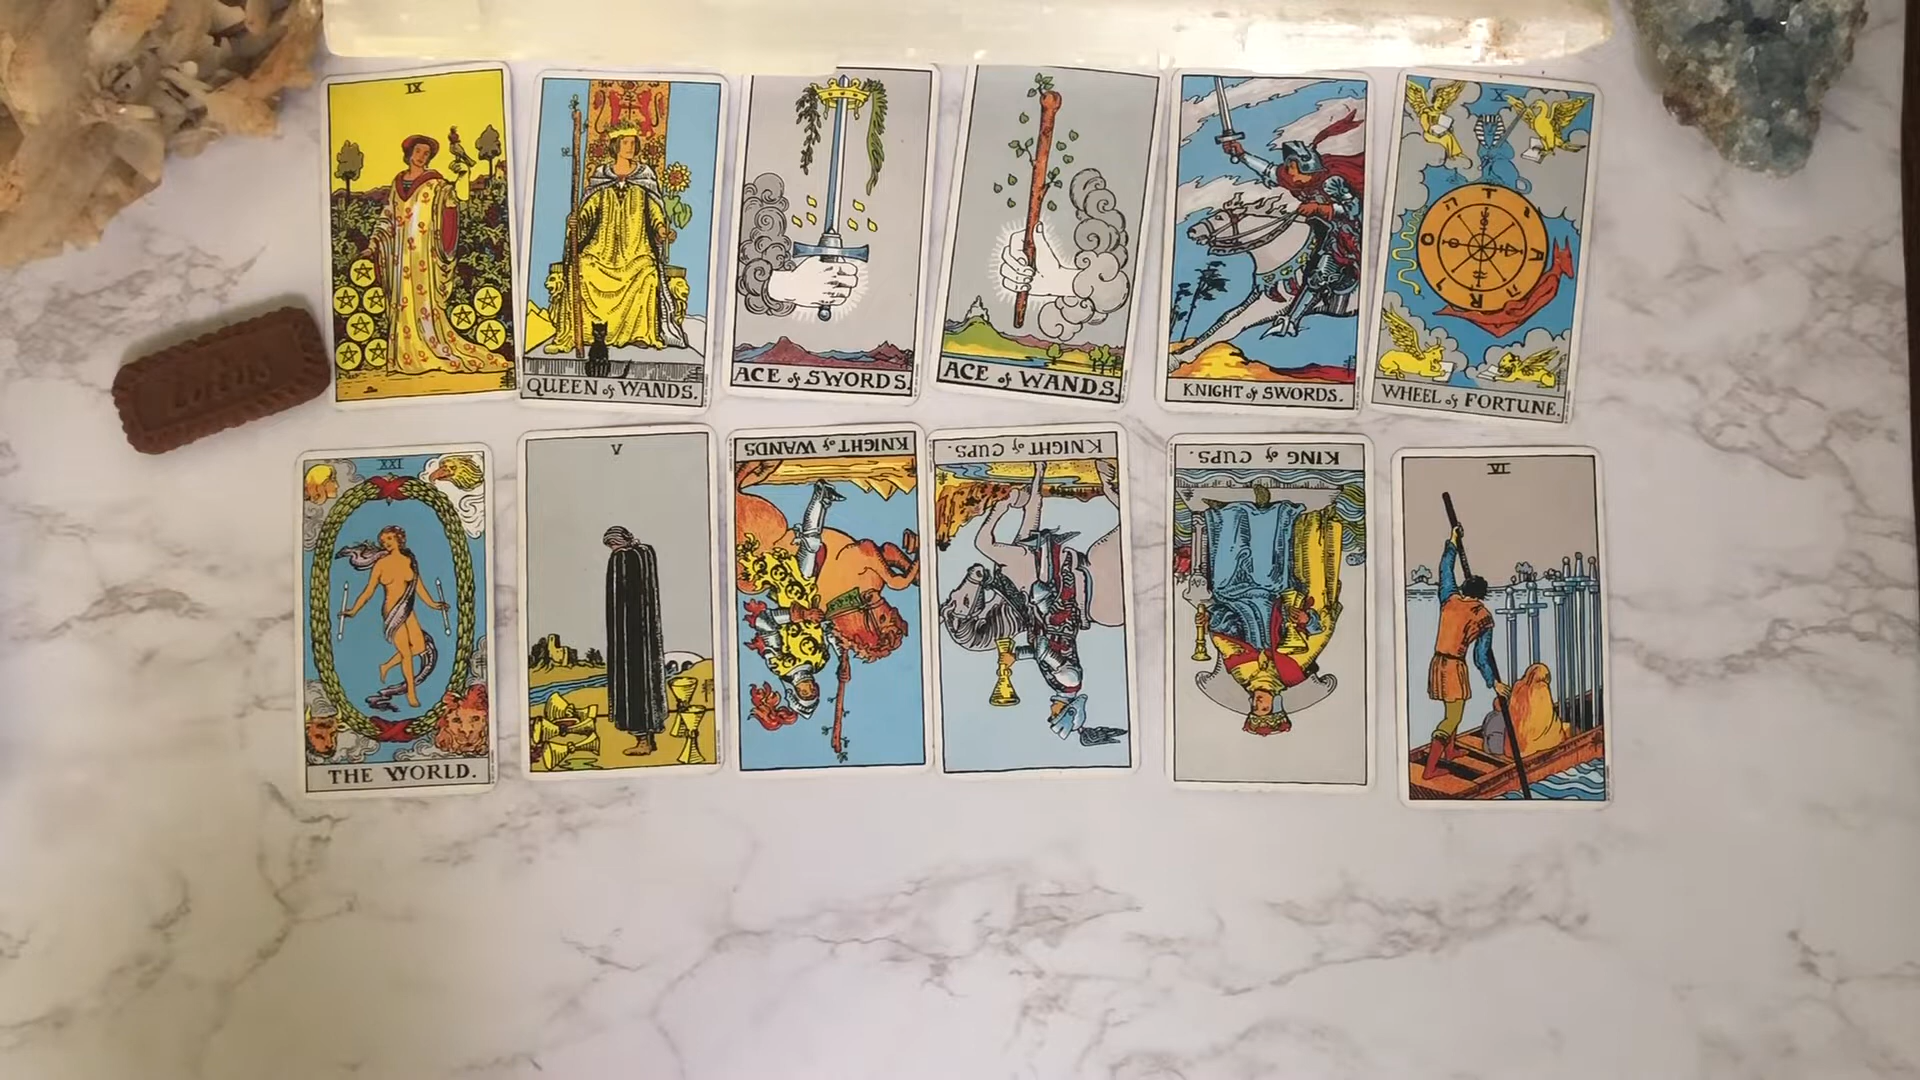 IX
QUEEN of WANDS.
ACE of SWORDS.
ACE of WANDS.
KNIGHT of SWORDS.
X
T A R O
WHEEL of FORTUNE.
Lotus
XXI
THE WORLD.
V
KNIGHT of WANDS
KNIGHT of CUPS.
KING of CUPS.
VI